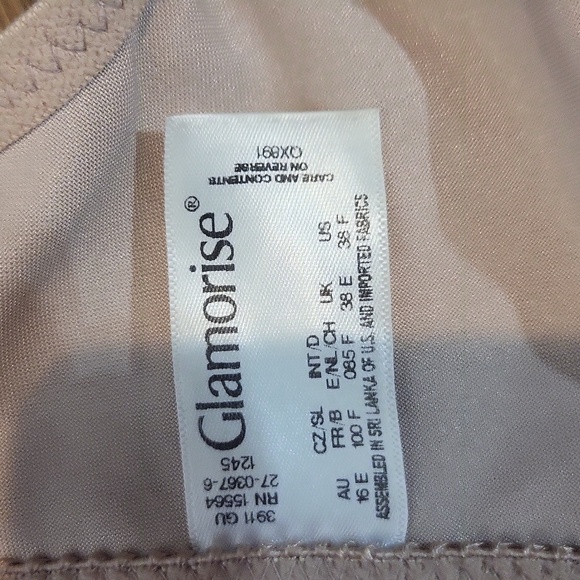 CARE AND CONTENTS
ON REVERSE
QX891
Glamorise®
3911 GU
RN 15564
27-0367-6
1245
AU CZ/SL INT/D US
16 E FR/B E/NL/CH UK 38 F
100 F 085 F 38 E
ASSEMBLED IN SRI LANKA OF U.S. AND IMPORTED FABRICS